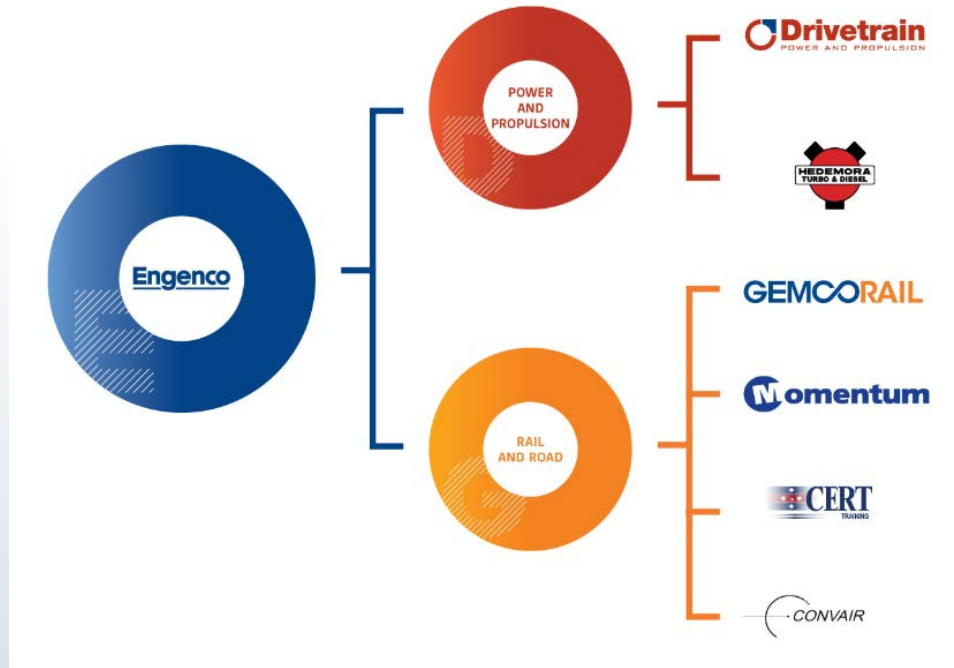 Engenco
E
POWER
AND
PROPULSION
D
Drivetrain
POWER AND PROPULSION
HEDEMORA
TURBO & DIESEL
RAIL
AND ROAD
G
GEMCORAIL
Momentum
CERT
TRAINING
CONVAIR